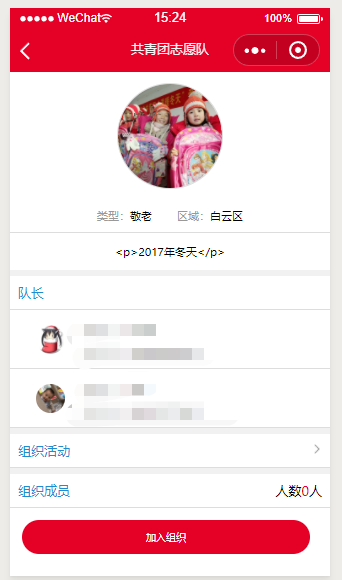 WeChat 15:24 100%
共青团志愿队
类型：敬老 区域：白云区
<p>2017年冬天</p>
队长
组织活动
组织成员 人数0人
加入组织